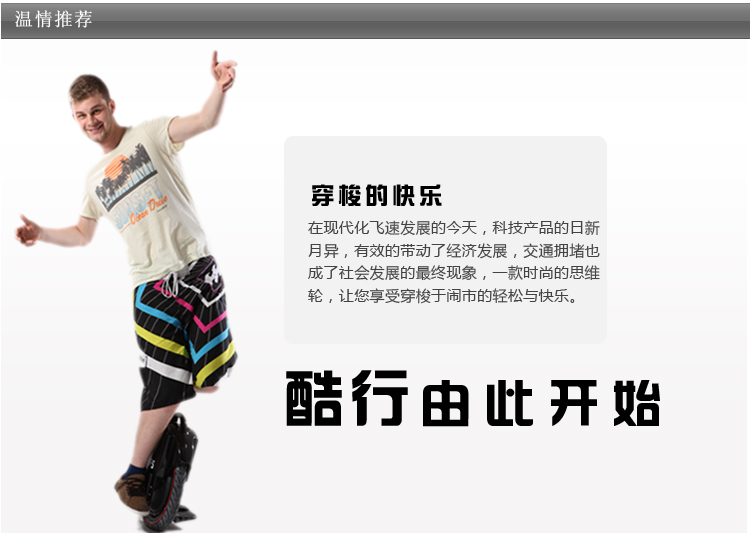 温情推荐
穿梭的快乐
在现代化飞速发展的今天，科技产品的日新
月异，有效的带动了经济发展，交通拥堵也
成了社会发展的最终现象，一款时尚的思维
轮，让您享受穿梭于闹市的轻松与快乐。
酷行由此开始